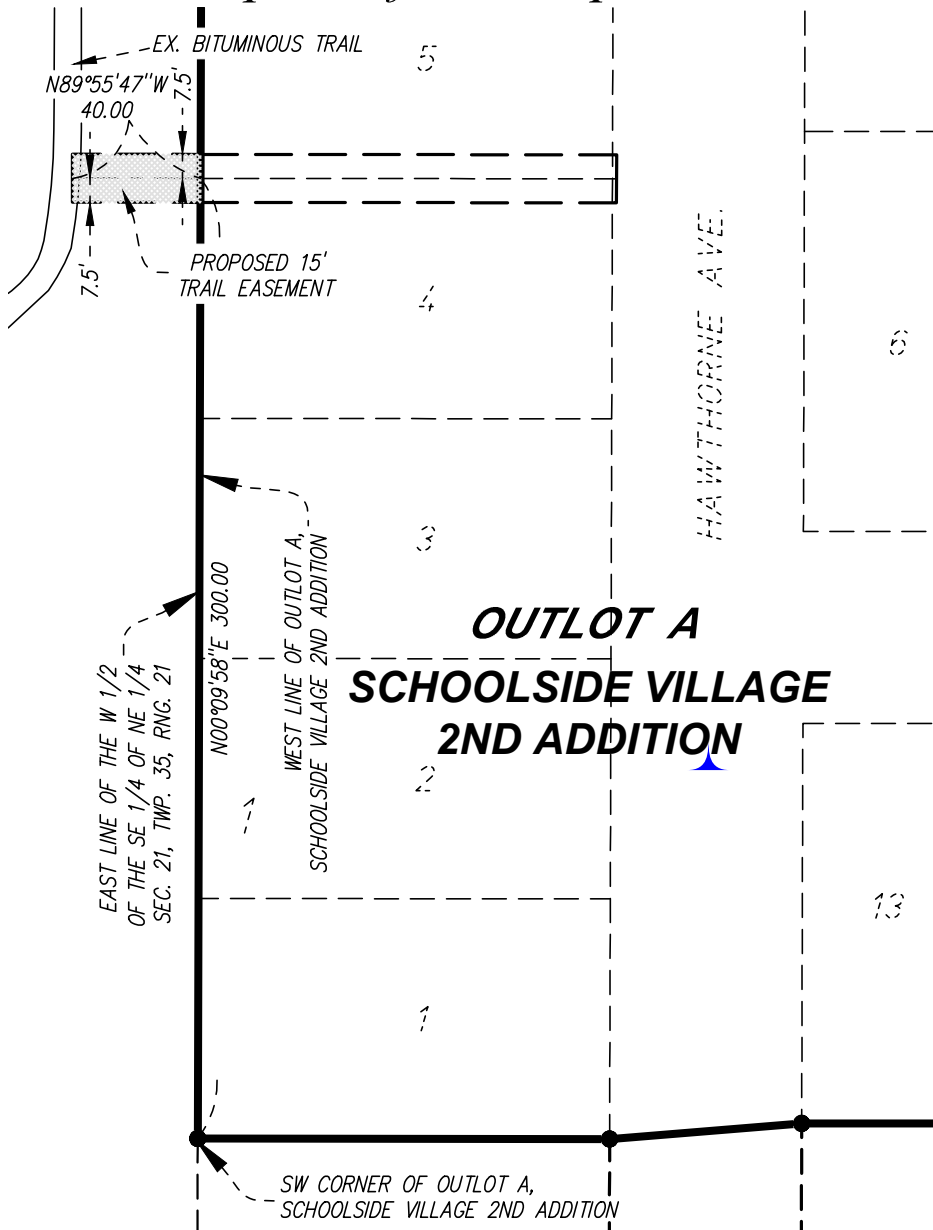 EX. BITUMINOUS TRAIL
5
N89°55'47"W
40.00
7.5'
7.5'
PROPOSED 15'
TRAIL EASEMENT
4
HAWTHORNE AVE.
6
3
WEST LINE OF OUTLOT A,
SCHOOLSIDE VILLAGE 2ND ADDITION
N00°09'58"E 300.00
EAST LINE OF THE W 1/2
OF THE SE 1/4 OF NE 1/4
SEC. 21, TWP. 35, RNG. 21
OUTLOT A
SCHOOLSIDE VILLAGE
2ND ADDITION
2
1
13
1
SW CORNER OF OUTLOT A,
SCHOOLSIDE VILLAGE 2ND ADDITION